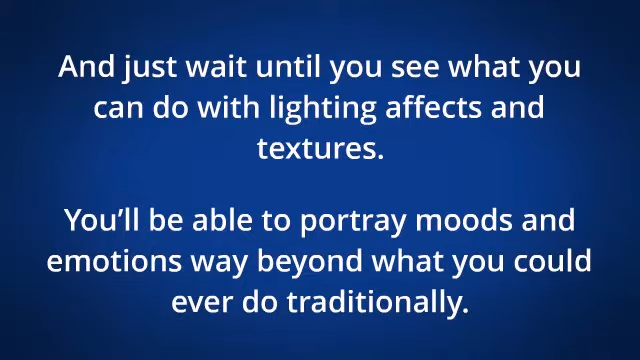 And just wait until you see what you
can do with lighting affects and
textures.
You’ll be able to portray moods and
emotions way beyond what you could
ever do traditionally.